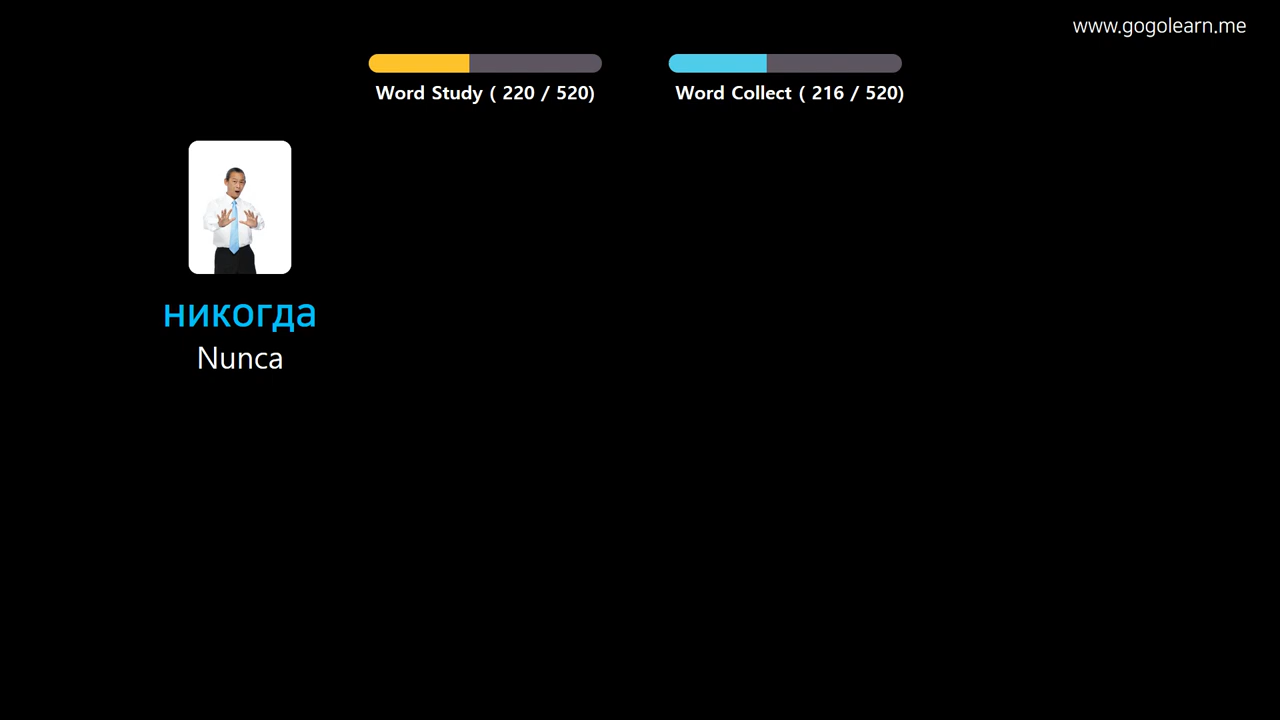 www.gogolearn.me
Word Study ( 220 / 520)
Word Collect ( 216 / 520)
никогда
Nunca